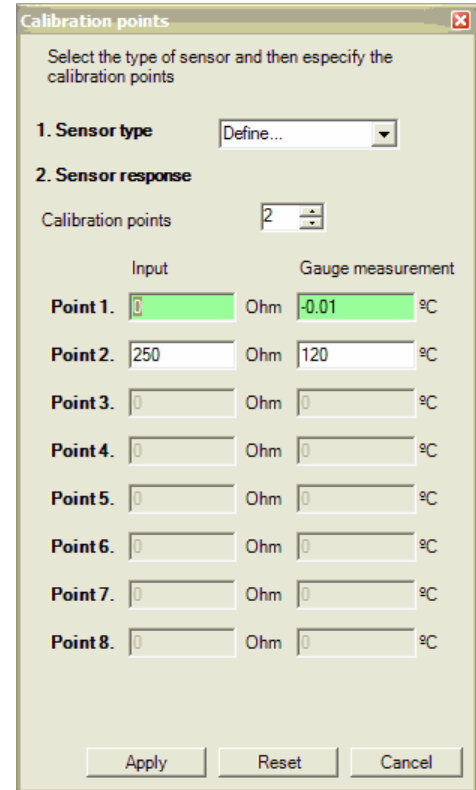 Calibration points
Select the type of sensor and then especify the
calibration points
1. Sensor type Define...
2. Sensor response
Calibration points 2
Input Gauge measurement
Point 1. 0 Ohm -0.01 ºC
Point 2. 250 Ohm 120 ºC
Point 3. 0 Ohm 0 ºC
Point 4. 0 Ohm 0 ºC
Point 5. 0 Ohm 0 ºC
Point 6. 0 Ohm 0 ºC
Point 7. 0 Ohm 0 ºC
Point 8. 0 Ohm 0 ºC
Apply Reset Cancel